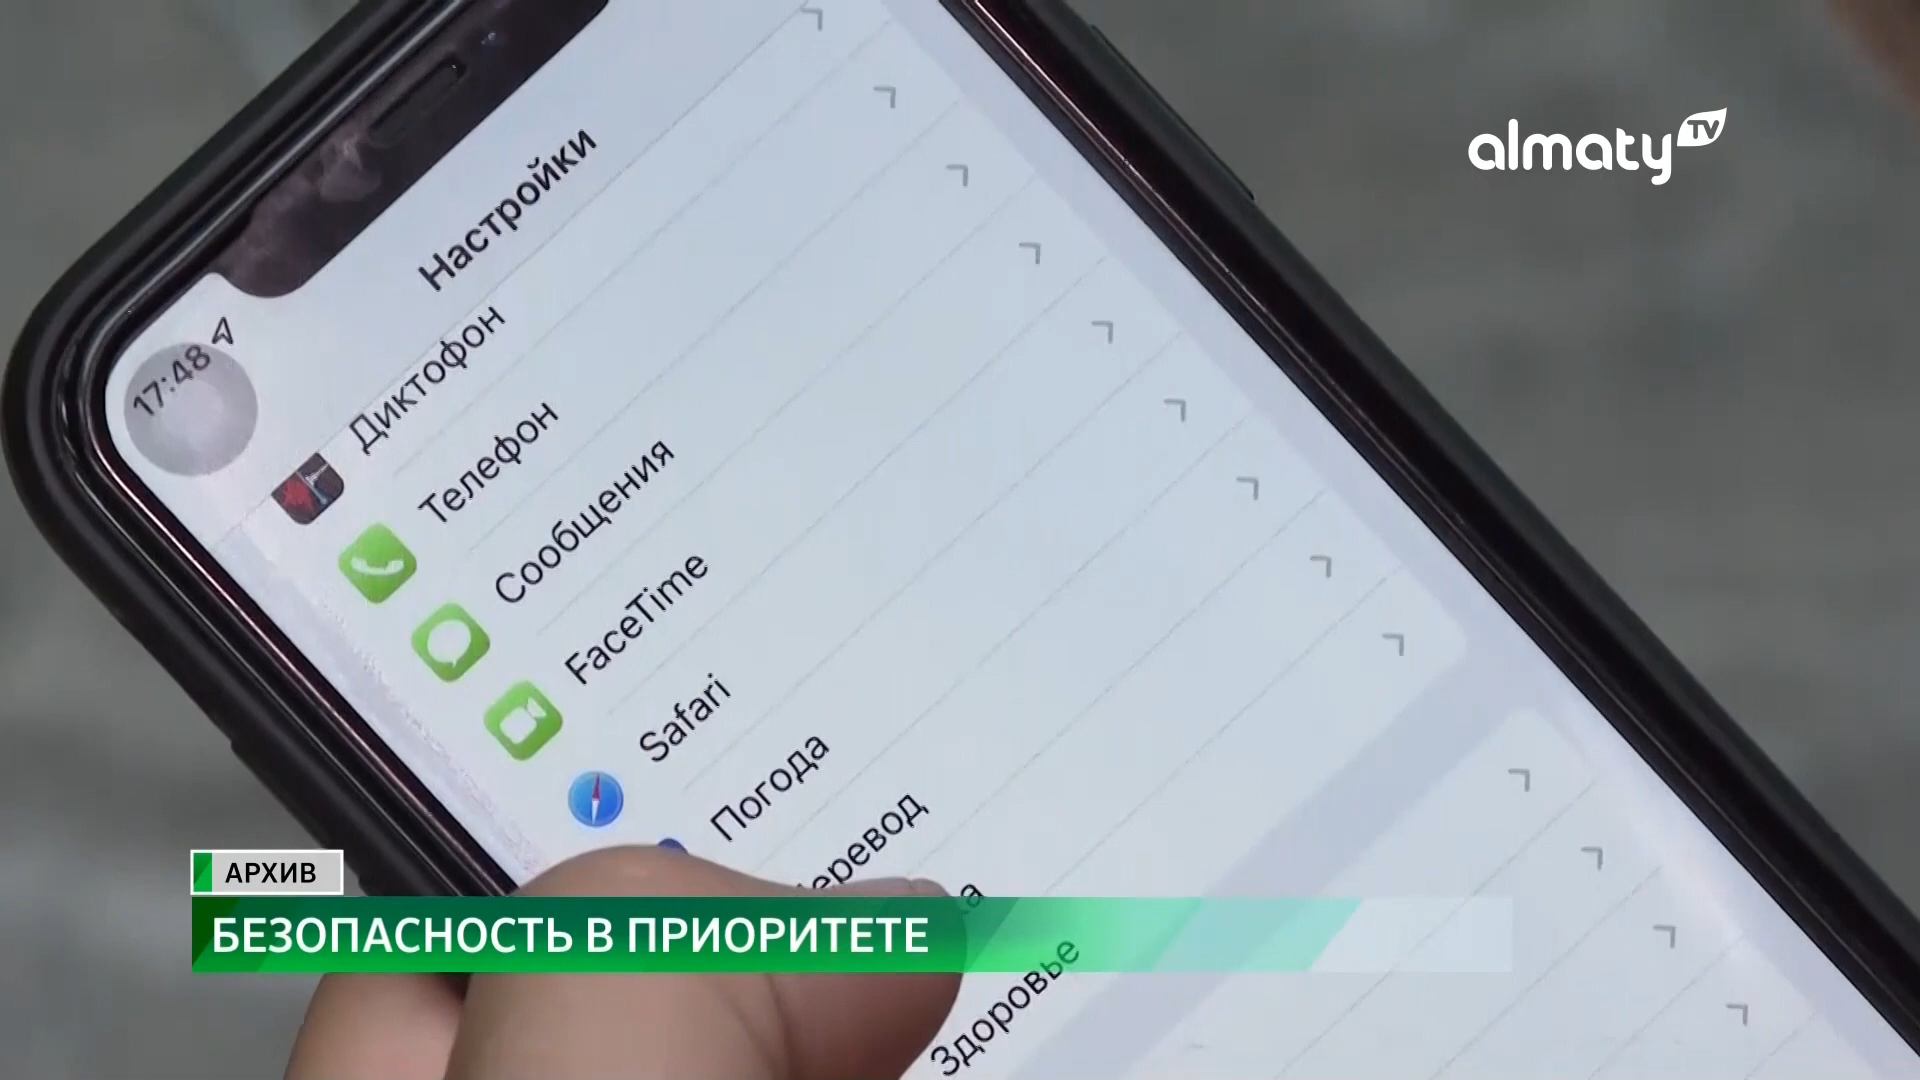 almaty TV
Настройки
17:48
Диктофон
Телефон
Сообщения
FaceTime
Safari
Погода
Здоровье
АРХИВ
БЕЗОПАСНОСТЬ В ПРИОРИТЕТЕ